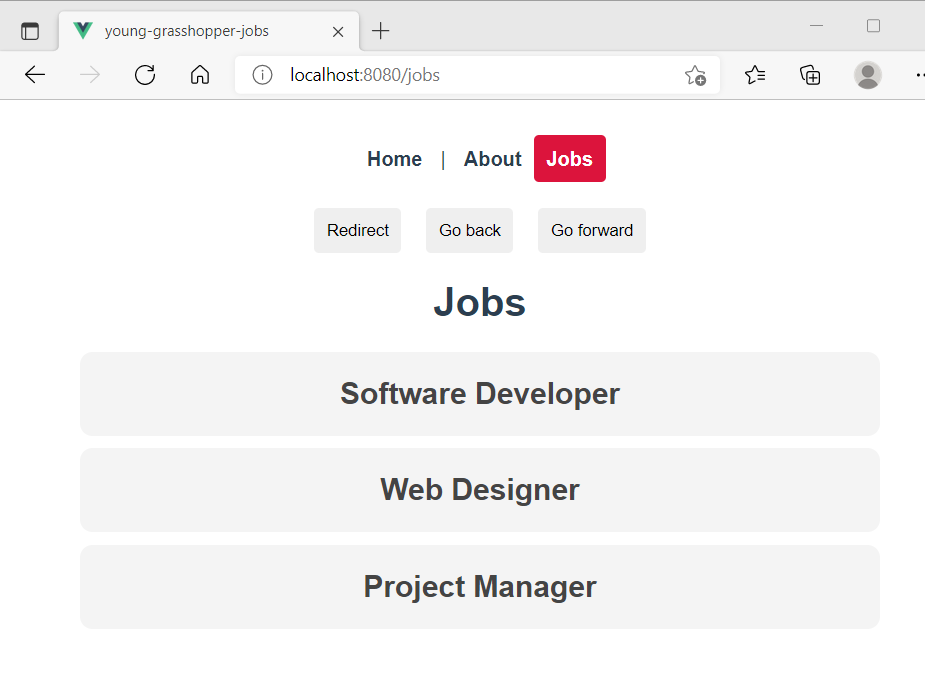 young-grasshopper-jobs
localhost:8080/jobs
Home | About Jobs
Redirect Go back Go forward
Jobs
Software Developer
Web Designer
Project Manager